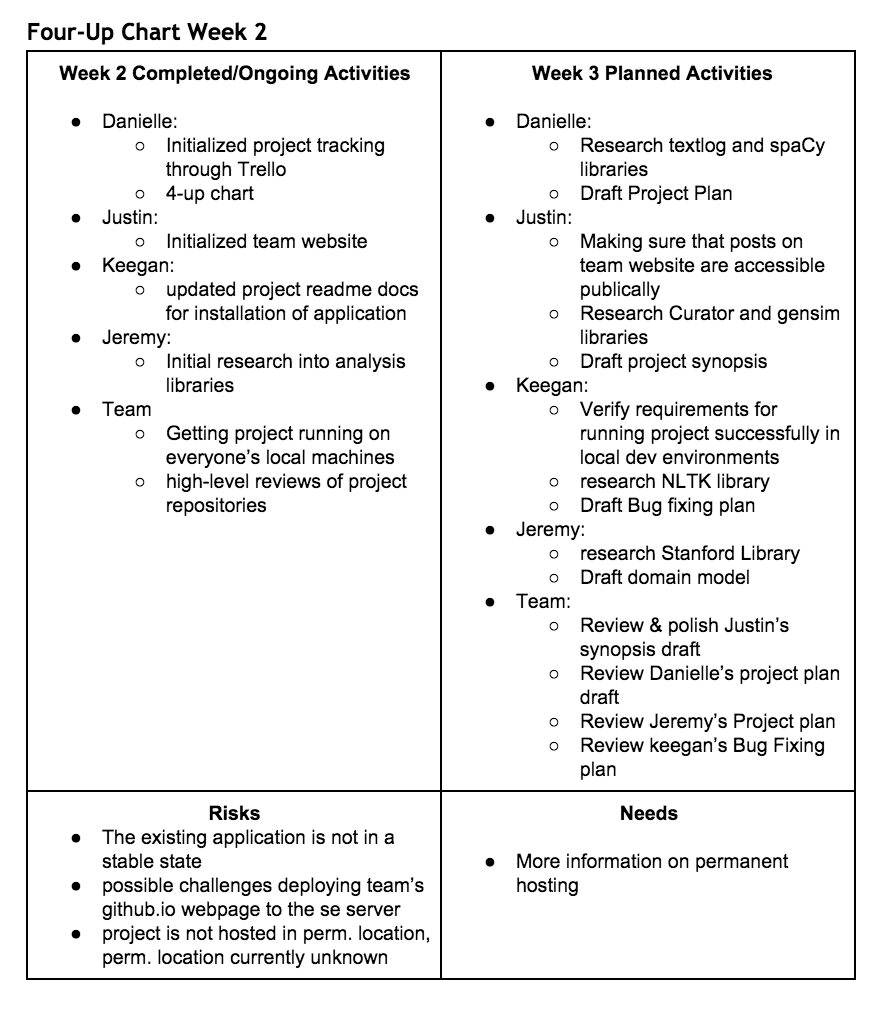 Four-Up Chart Week 2
Week 2 Completed/Ongoing Activities
● Danielle:
○ Initialized project tracking
through Trello
○ 4-up chart
● Justin:
○ Initialized team website
● Keegan:
○ updated project readme docs
for installation of application
● Jeremy:
○ Initial research into analysis
libraries
● Team
○ Getting project running on
everyone's local machines
○ high-level reviews of project
repositories
Week 3 Planned Activities
● Danielle:
○ Research textlog and spaCy
libraries
○ Draft Project Plan
● Justin:
○ Making sure that posts on
team website are accessible
publically
○ Research Curator and gensim
libraries
○ Draft project synopsis
● Keegan:
○ Verify requirements for
running project successfully in
local dev environments
○ research NLTK library
○ Draft Bug fixing plan
● Jeremy:
○ research Stanford Library
○ Draft domain model
● Team:
○ Review & polish Justin's
synopsis draft
○ Review Danielle's project plan
draft
○ Review Jeremy's Project plan
○ Review keegan's Bug Fixing
plan
Risks
● The existing application is not in a
stable state
● possible challenges deploying team's
github.io webpage to the se server
● project is not hosted in perm. location,
perm. location currently unknown
Needs
● More information on permanent
hosting